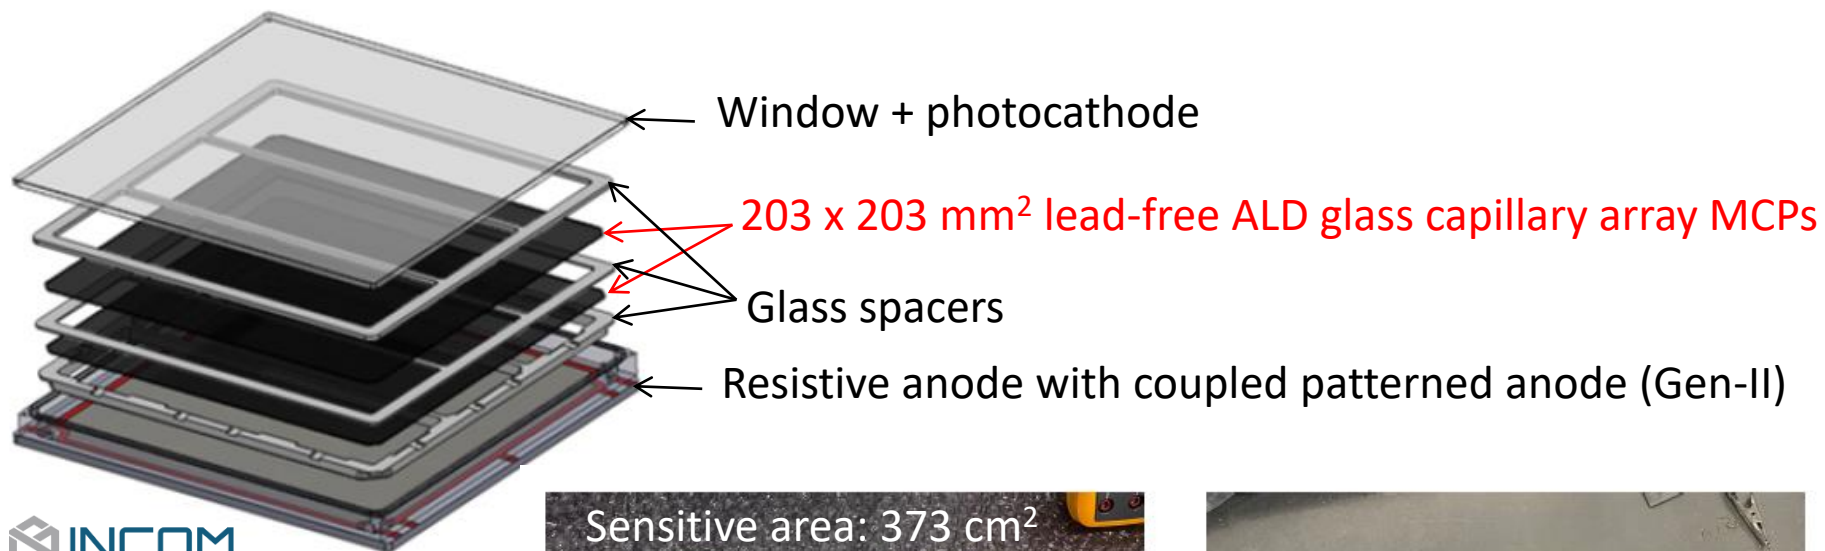 Window + photocathode
203 x 203 mm² lead-free ALD glass capillary array MCPs
Glass spacers
Resistive anode with coupled patterned anode (Gen-II)
Sensitive area: 373 cm²
INCOM